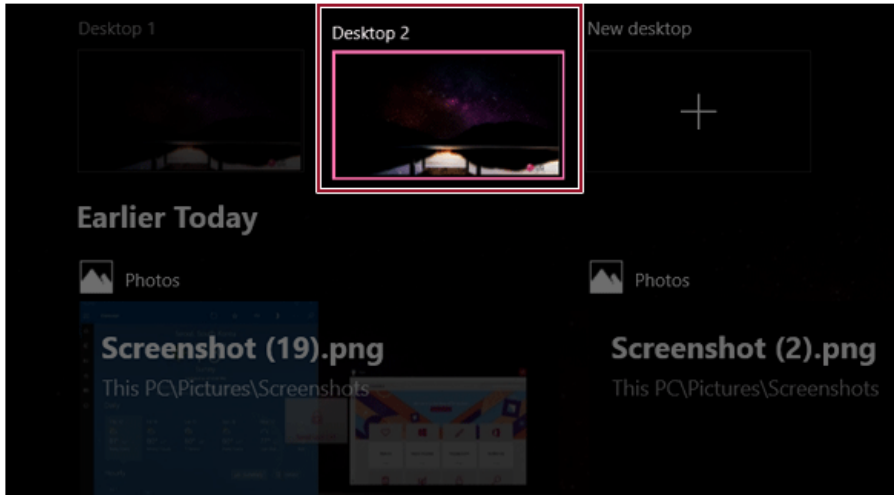 Desktop 1
Desktop 2
New desktop
Earlier Today
Photos
Photos
Screenshot (19).png
Screenshot (2).png
This PC\Pictures\Screenshots
This PC\Pictures\Screenshots